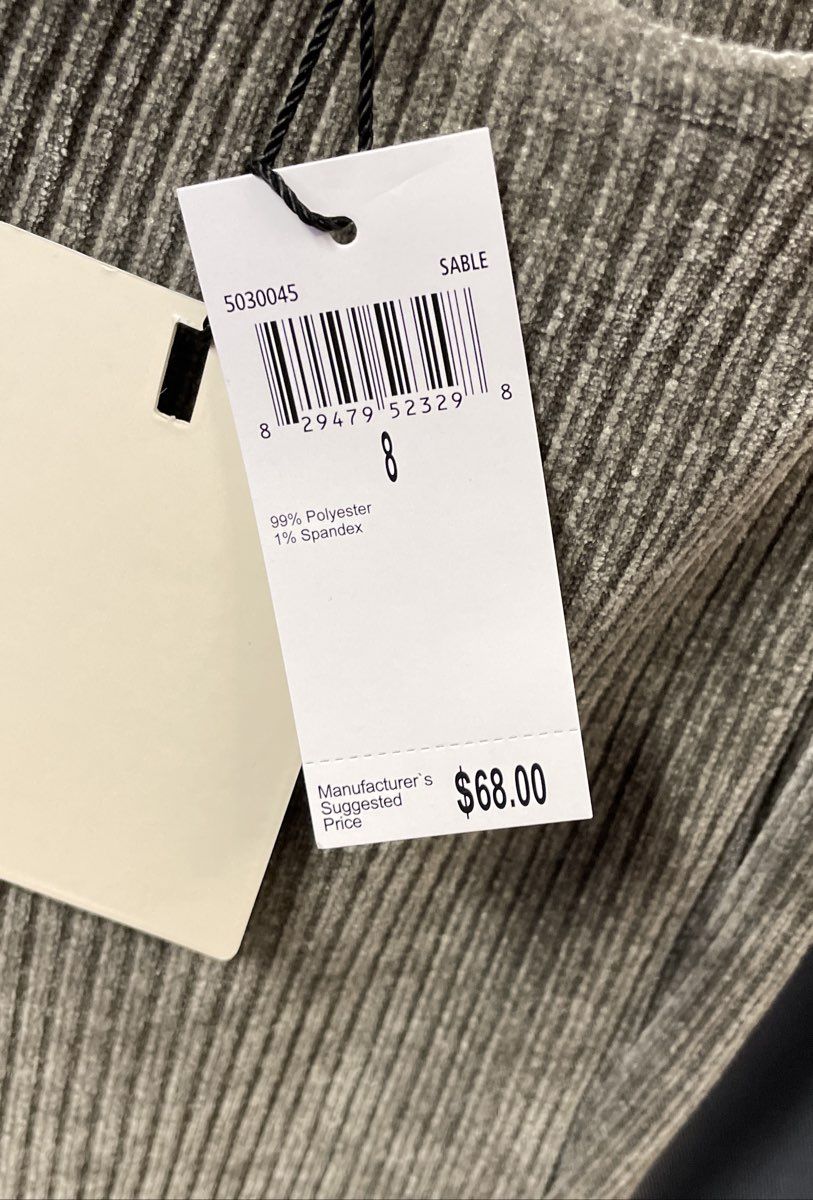 5030045 SABLE
8 29479 52329 8
8
99% Polyester
1% Spandex
Manufacturer`s
Suggested
Price
$68.00